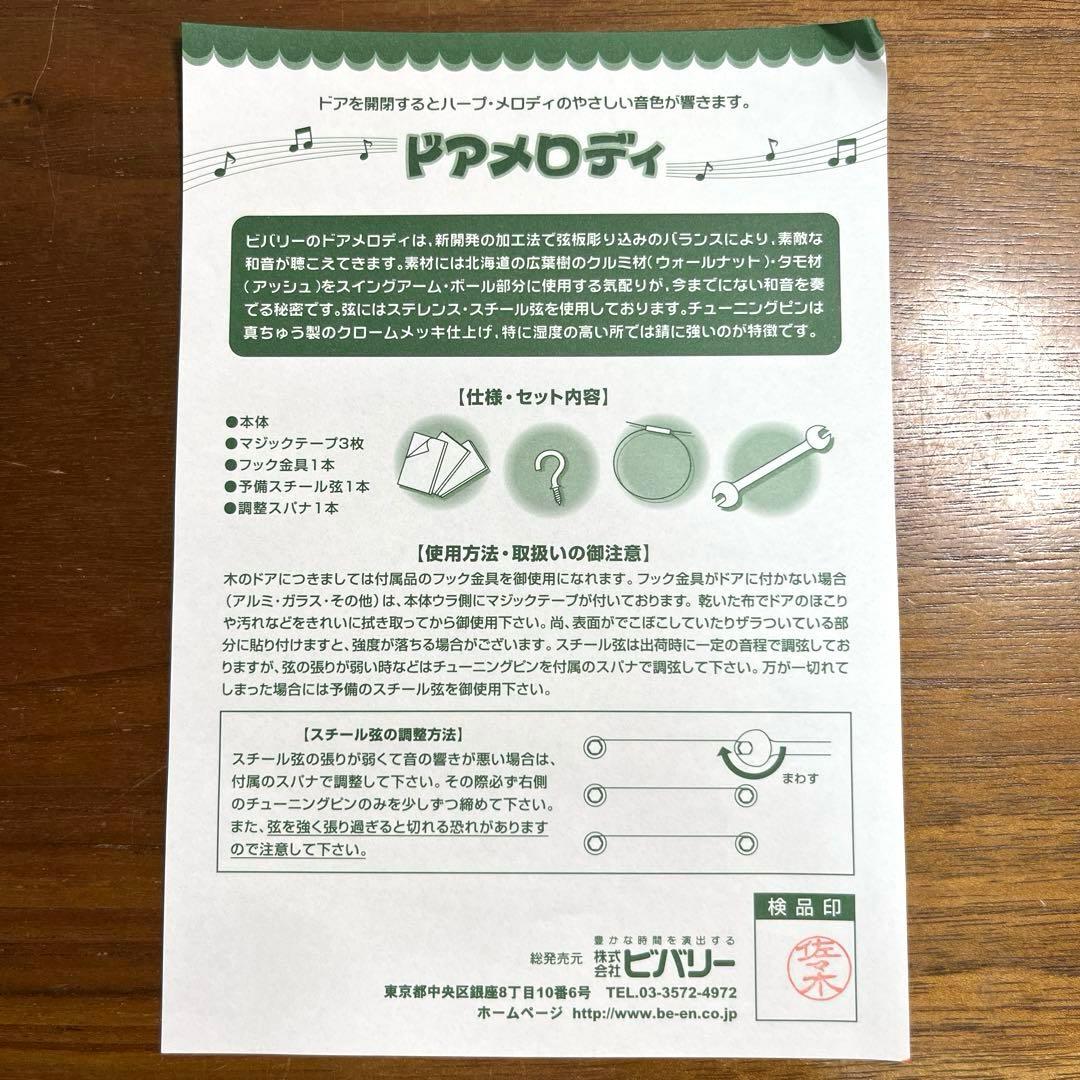 ドアを開閉するとハープ・メロディのやさしい音色が響きます。
ドアメロディ
ビバリーのドアメロディは、新開発の加工法で弦板彫り込みのバランスにより、素敵な
和音が聴こえてきます。素材には北海道の広葉樹のクルミ材(ウォールナット)・タモ材
(アッシュ)をスイングアーム・ボール部分に使用する気配りが、今までにない和音を奏
でる秘密です。弦にはステレンス・スチール弦を使用しております。チューニングピンは
真ちゅう製のクロームメッキ仕上げ、特に湿度の高い所では錆に強いのが特徴です。
【仕様・セット内容】
●本体
●マジックテープ3枚
●フック金具1本
●予備スチール弦1本
●調整スパナ1本
【使用方法・取扱いの御注意】
木のドアにつきましては付属品のフック金具を御使用になれます。フック金具がドアに付かない場合
(アルミ・ガラス・その他)は、本体ウラ側にマジックテープが付いております。乾いた布でドアのほこり
や汚れなどをきれいに拭き取ってから御使用下さい。尚、表面がでこぼこしていたりザラついている部
分に貼り付けますと、強度が落ちる場合がございます。スチール弦は出荷時に一定の音程で調弦してお
りますが、弦の張りが弱い時などはチューニングピンを付属のスパナで調弦して下さい。万が一切れて
しまった場合には予備のスチール弦を御使用下さい。
【スチール弦の調整方法】
スチール弦の張りが弱くて音の響きが悪い場合は、
付属のスパナで調整して下さい。その際必ず右側
のチューニングピンのみを少しずつ締めて下さい。
また、弦を強く張り過ぎると切れる恐れがあります
ので注意して下さい。
まわす
検品印
佐々木
豊かな時間を演出する
総発売元 株式会社ビバリー
東京都中央区銀座8丁目10番6号 TEL.03-3572-4972
ホームページ http://www.be-en.co.jp